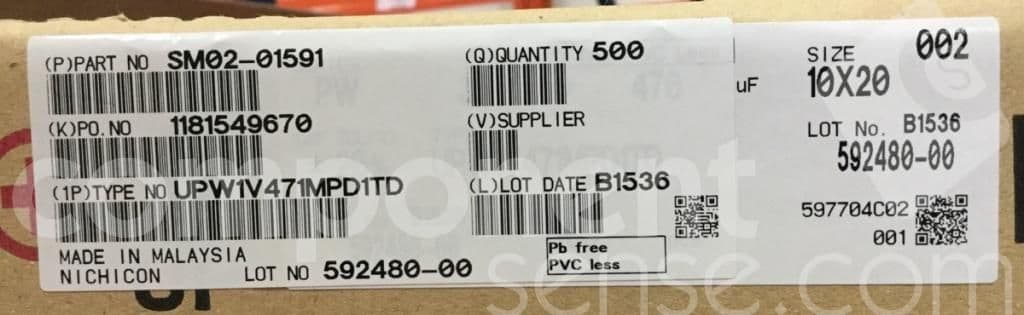 (P)PART NO SM02-01591
(Q)QUANTITY 500
(K)PO.NO 1181549670
(V)SUPPLIER
(1P)TYPE NO UPW1V471MPD1TD
(L)LOT DATE B1536
MADE IN MALAYSIA
NICHICON LOT NO 592480-00
Pb free
PVC less
uF
SIZE 002
10X20
LOT No. B1536
592480-00
597704C02
001
component
sense.com